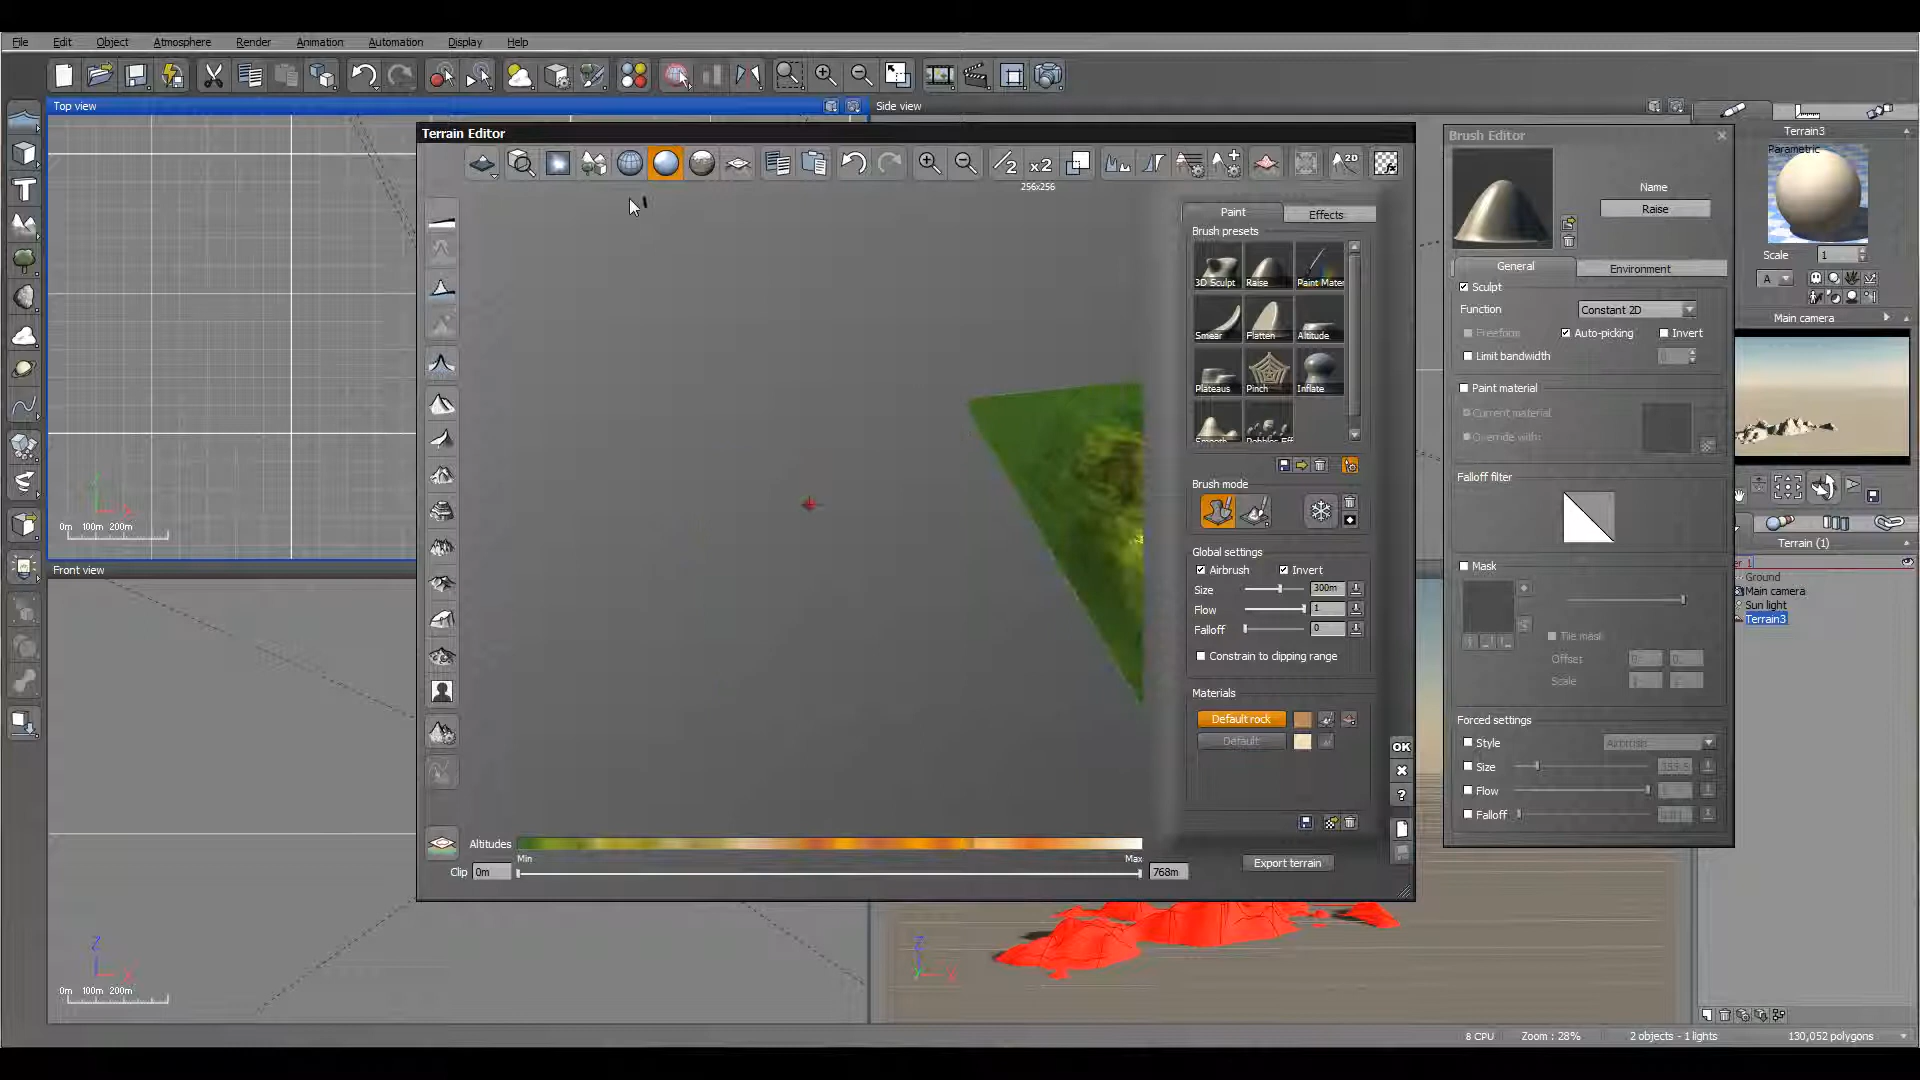 File Edit Object Atmosphere Render Animation Automation Display Help
Top view
Side view
Terrain Editor
Brush Editor
Terrain3
Parametric
256x256
Name
Raise
Scale 1
A
Paint Effects
Brush presets
3D Sculpt Raise Paint Mater
Smear Flatten Altitude
Plateaus Pinch Inflate
General Environment
Sculpt
Function Constant 2D
Freeform Auto-picking Invert
Limit bandwidth
Main camera
Paint material
Current material
Override with:
Brush mode
Falloff filter
Global settings
Airbrush Invert
Size 300m
Flow 1
Falloff 0
Constrain to clipping range
Mask
Tile mask
Offset
Scale
Terrain (1)
Ground
Main camera
Sun light
Terrain3
Materials
Default rock
Default
Forced settings
Style Airbrush
Size
Flow
Falloff
OK
?
0m 100m 200m
Front view
Altitudes
Min Max
Clip 0m 768m
Export terrain
Z
X
0m 100m 200m
Z
Y X
8 CPU Zoom : 28% 2 objects - 1 lights 130,052 polygons